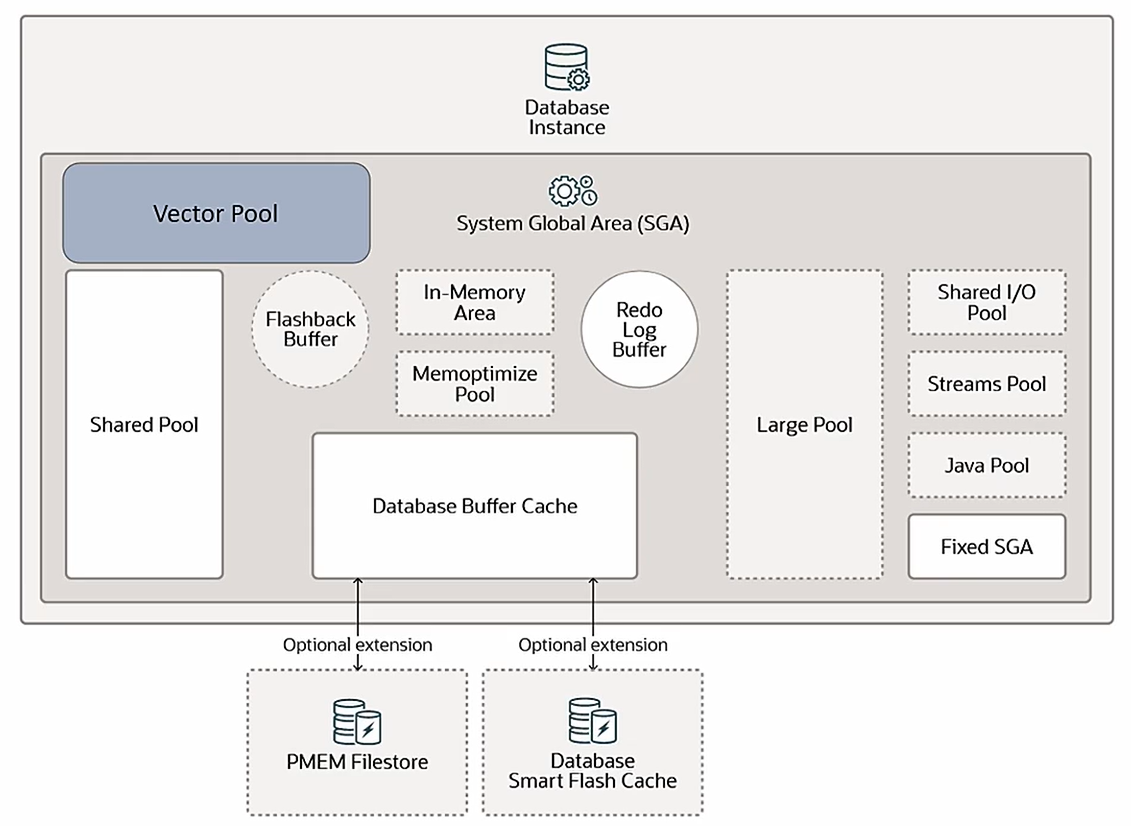 Database
Instance
Vector Pool
System Global Area (SGA)
Shared Pool
Flashback
Buffer
In-Memory
Area
Memoptimize
Pool
Redo
Log
Buffer
Database Buffer Cache
Large Pool
Shared I/O
Pool
Streams Pool
Java Pool
Fixed SGA
Optional extension
Optional extension
PMEM Filestore
Database
Smart Flash Cache